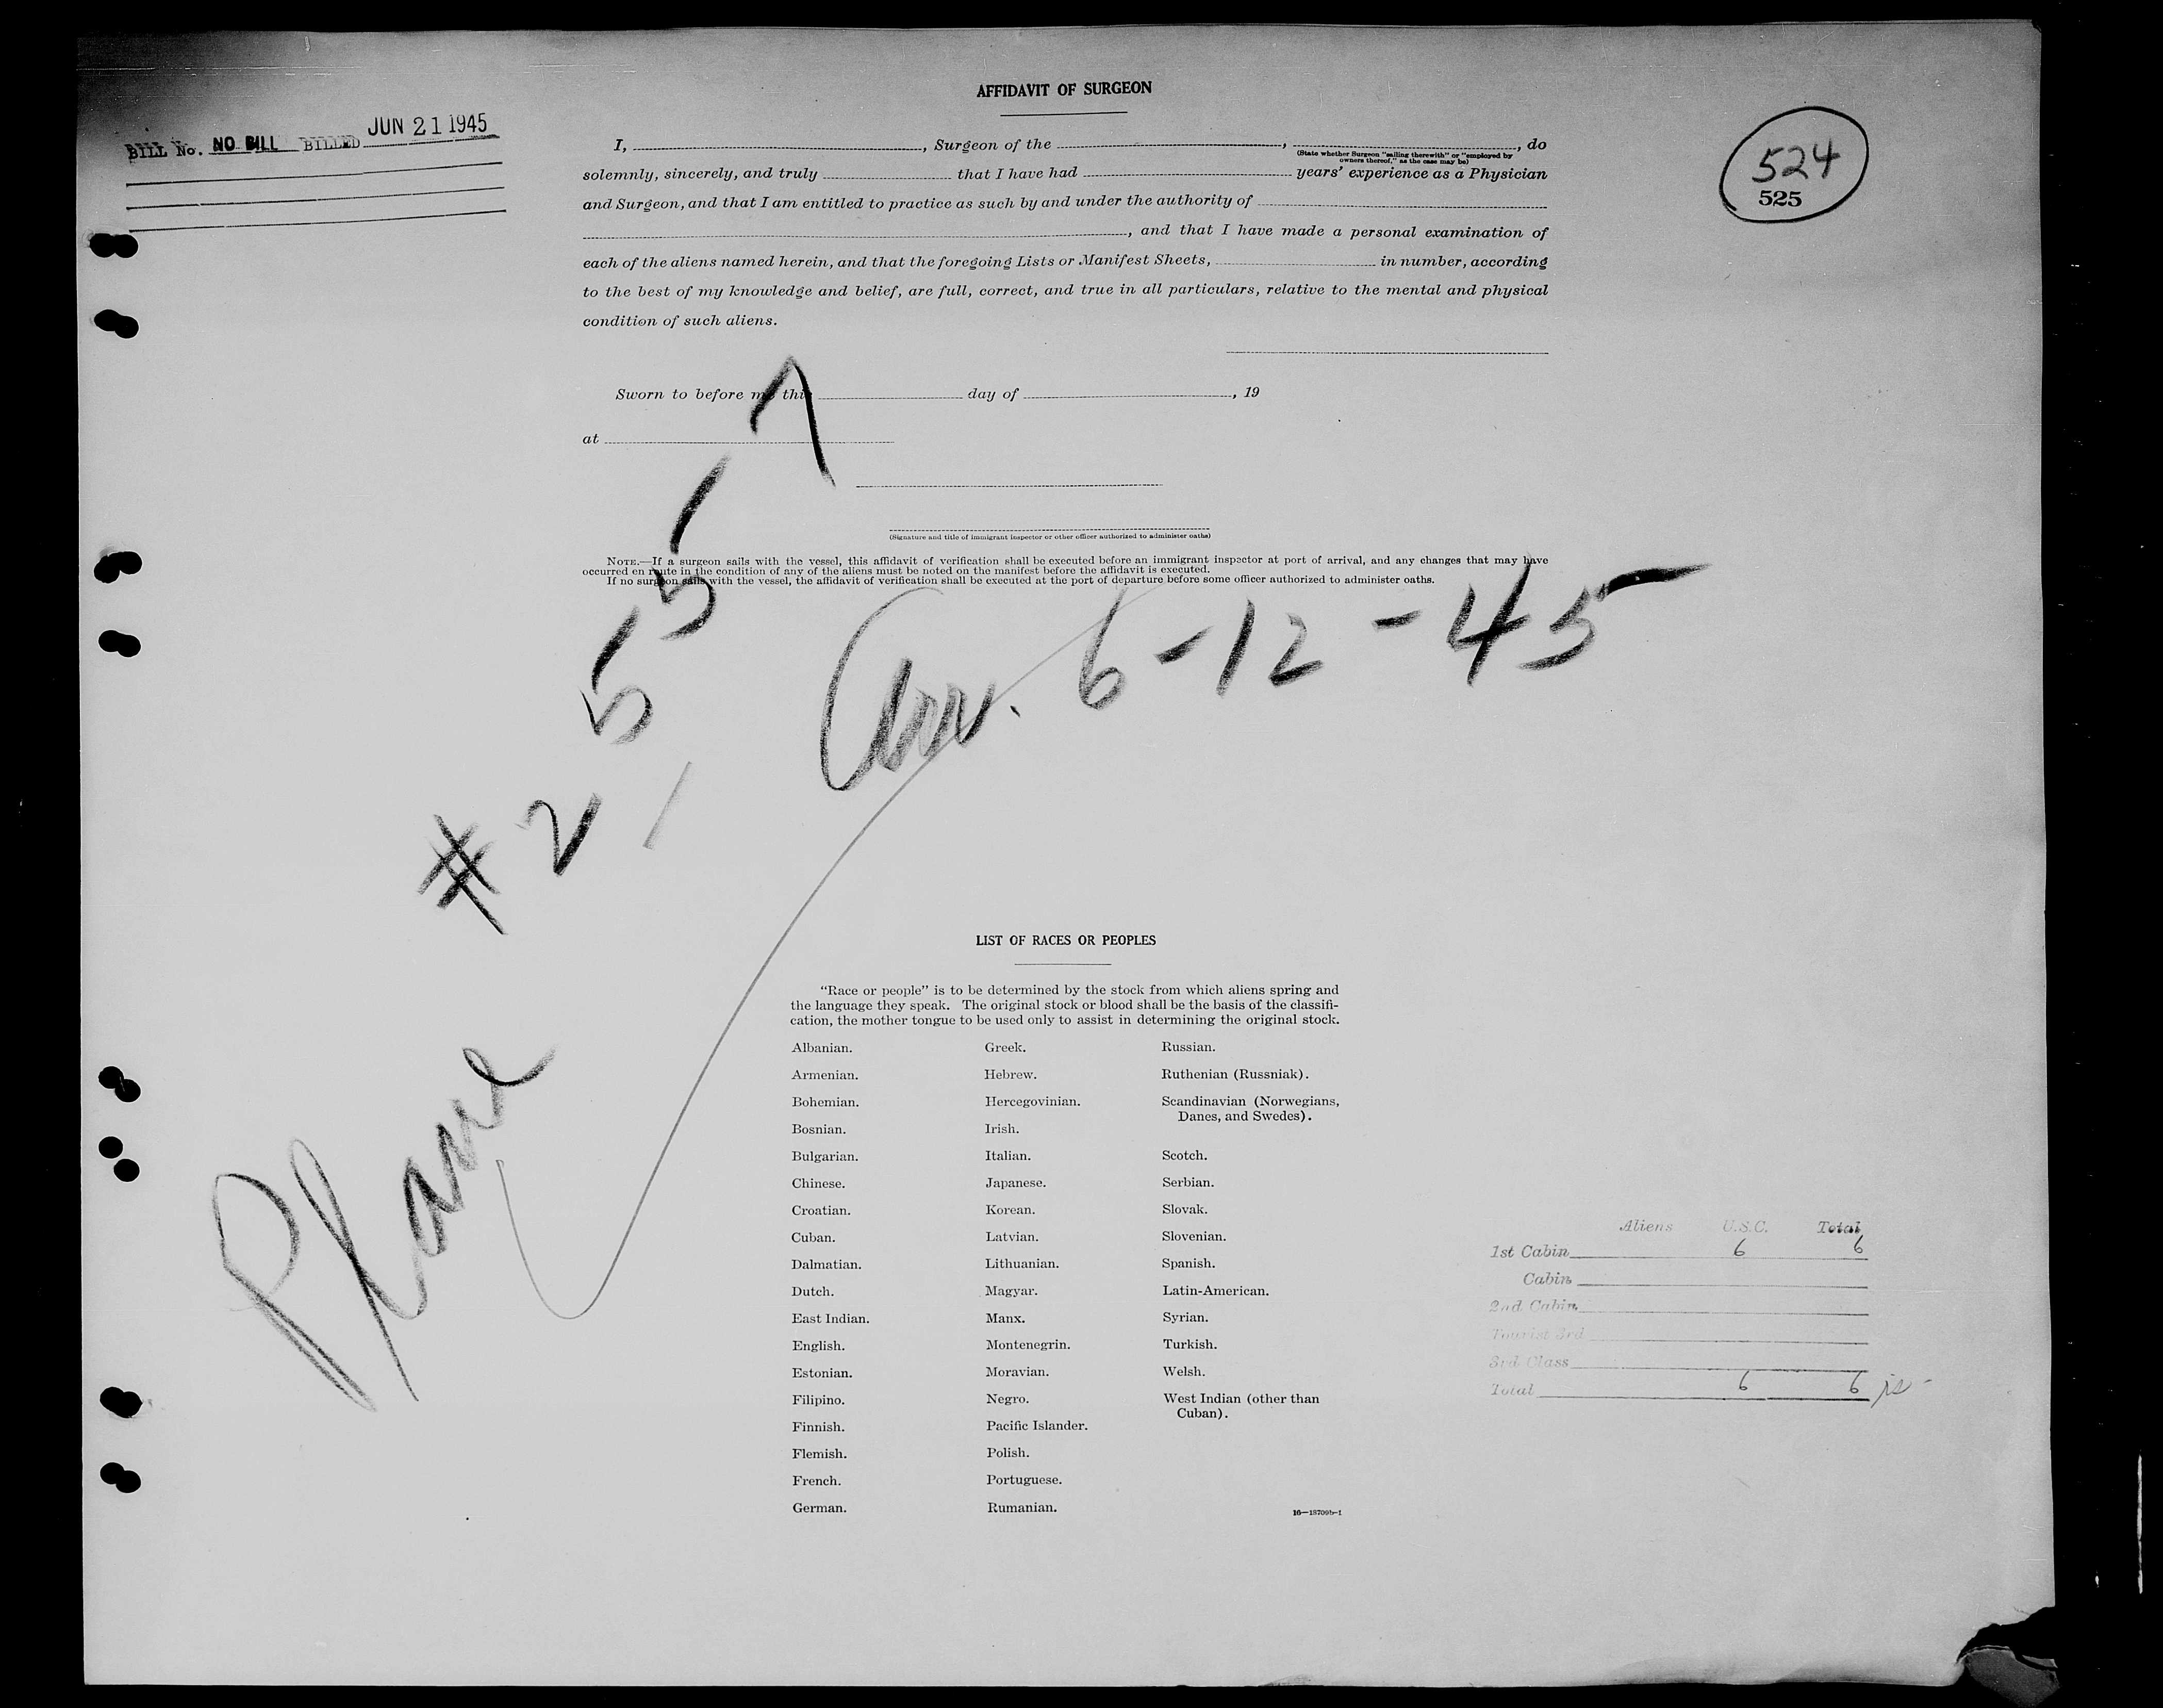 AFFIDAVIT OF SURGEON
BILL No. NO BILL BILLED JUN 21 1945
524
525
I, , Surgeon of the , , do
(State whether Surgeon "sailing therewith" or "employed by
owners thereof," as the case may be)
solemnly, sincerely, and truly that I have had years' experience as a Physician
and Surgeon, and that I am entitled to practice as such by and under the authority of
, and that I have made a personal examination of
each of the aliens named herein, and that the foregoing Lists or Manifest Sheets, in number, according
to the best of my knowledge and belief, are full, correct, and true in all particulars, relative to the mental and physical
condition of such aliens.
Sworn to before me this day of , 19
at
(Signature and title of immigrant inspector or other officer authorized to administer oaths)
NOTE.—If a surgeon sails with the vessel, this affidavit of verification shall be executed before an immigrant inspector at port of arrival, and any changes that may have
occurred en route in the condition of any of the aliens must be noted on the manifest before the affidavit is executed.
If no surgeon sails with the vessel, the affidavit of verification shall be executed at the port of departure before some officer authorized to administer oaths.
Plane #2557
Arr. 6-12-45
LIST OF RACES OR PEOPLES
"Race or people" is to be determined by the stock from which aliens spring and
the language they speak. The original stock or blood shall be the basis of the classifi-
cation, the mother tongue to be used only to assist in determining the original stock.
Albanian.
Armenian.
Bohemian.
Bosnian.
Bulgarian.
Chinese.
Croatian.
Cuban.
Dalmatian.
Dutch.
East Indian.
English.
Estonian.
Filipino.
Finnish.
Flemish.
French.
German.
Greek.
Hebrew.
Hercegovinian.
Irish.
Italian.
Japanese.
Korean.
Latvian.
Lithuanian.
Magyar.
Manx.
Montenegrin.
Moravian.
Negro.
Pacific Islander.
Polish.
Portuguese.
Rumanian.
Russian.
Ruthenian (Russniak).
Scandinavian (Norwegians,
Danes, and Swedes).
Scotch.
Serbian.
Slovak.
Slovenian.
Spanish.
Latin-American.
Syrian.
Turkish.
Welsh.
West Indian (other than
Cuban).
16—18709b-1
Aliens U.S.C. Total
1st Cabin 6 6
Cabin
2nd Cabin
Tourist 3rd
3rd Class
Total 6 6